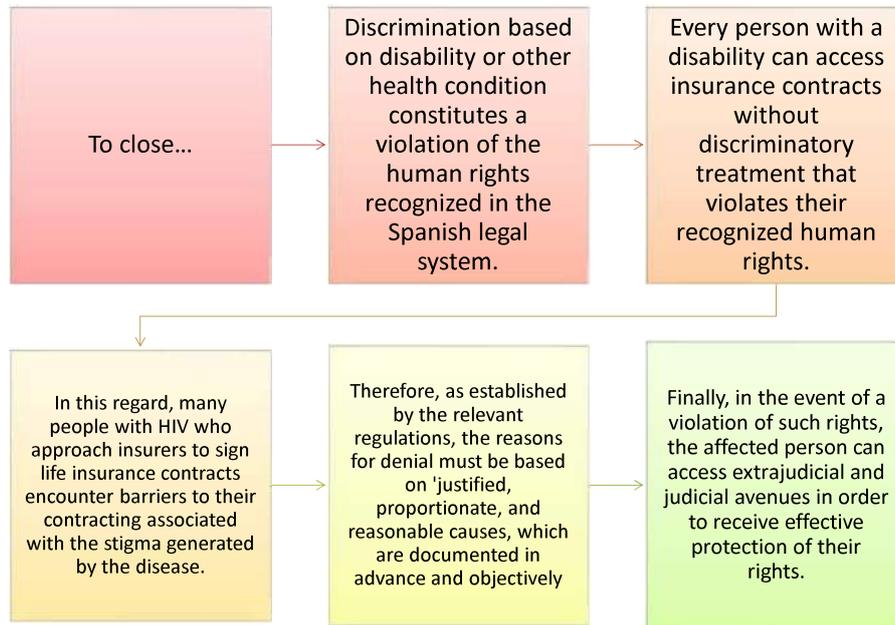 To close...
Discrimination based
on disability or other
health condition
constitutes a
violation of the
human rights
recognized in the
Spanish legal
system.
Every person with a
disability can access
insurance contracts
without
discriminatory
treatment that
violates their
recognized human
rights.
In this regard, many
people with HIV who
approach insurers to sign
life insurance contracts
encounter barriers to their
contracting associated
with the stigma generated
by the disease.
Therefore, as established
by the relevant
regulations, the reasons
for denial must be based
on 'justified,
proportionate, and
reasonable causes, which
are documented in
advance and objectively
Finally, in the event of a
violation of such rights,
the affected person can
access extrajudicial and
judicial avenues in order
to receive effective
protection of their
rights.